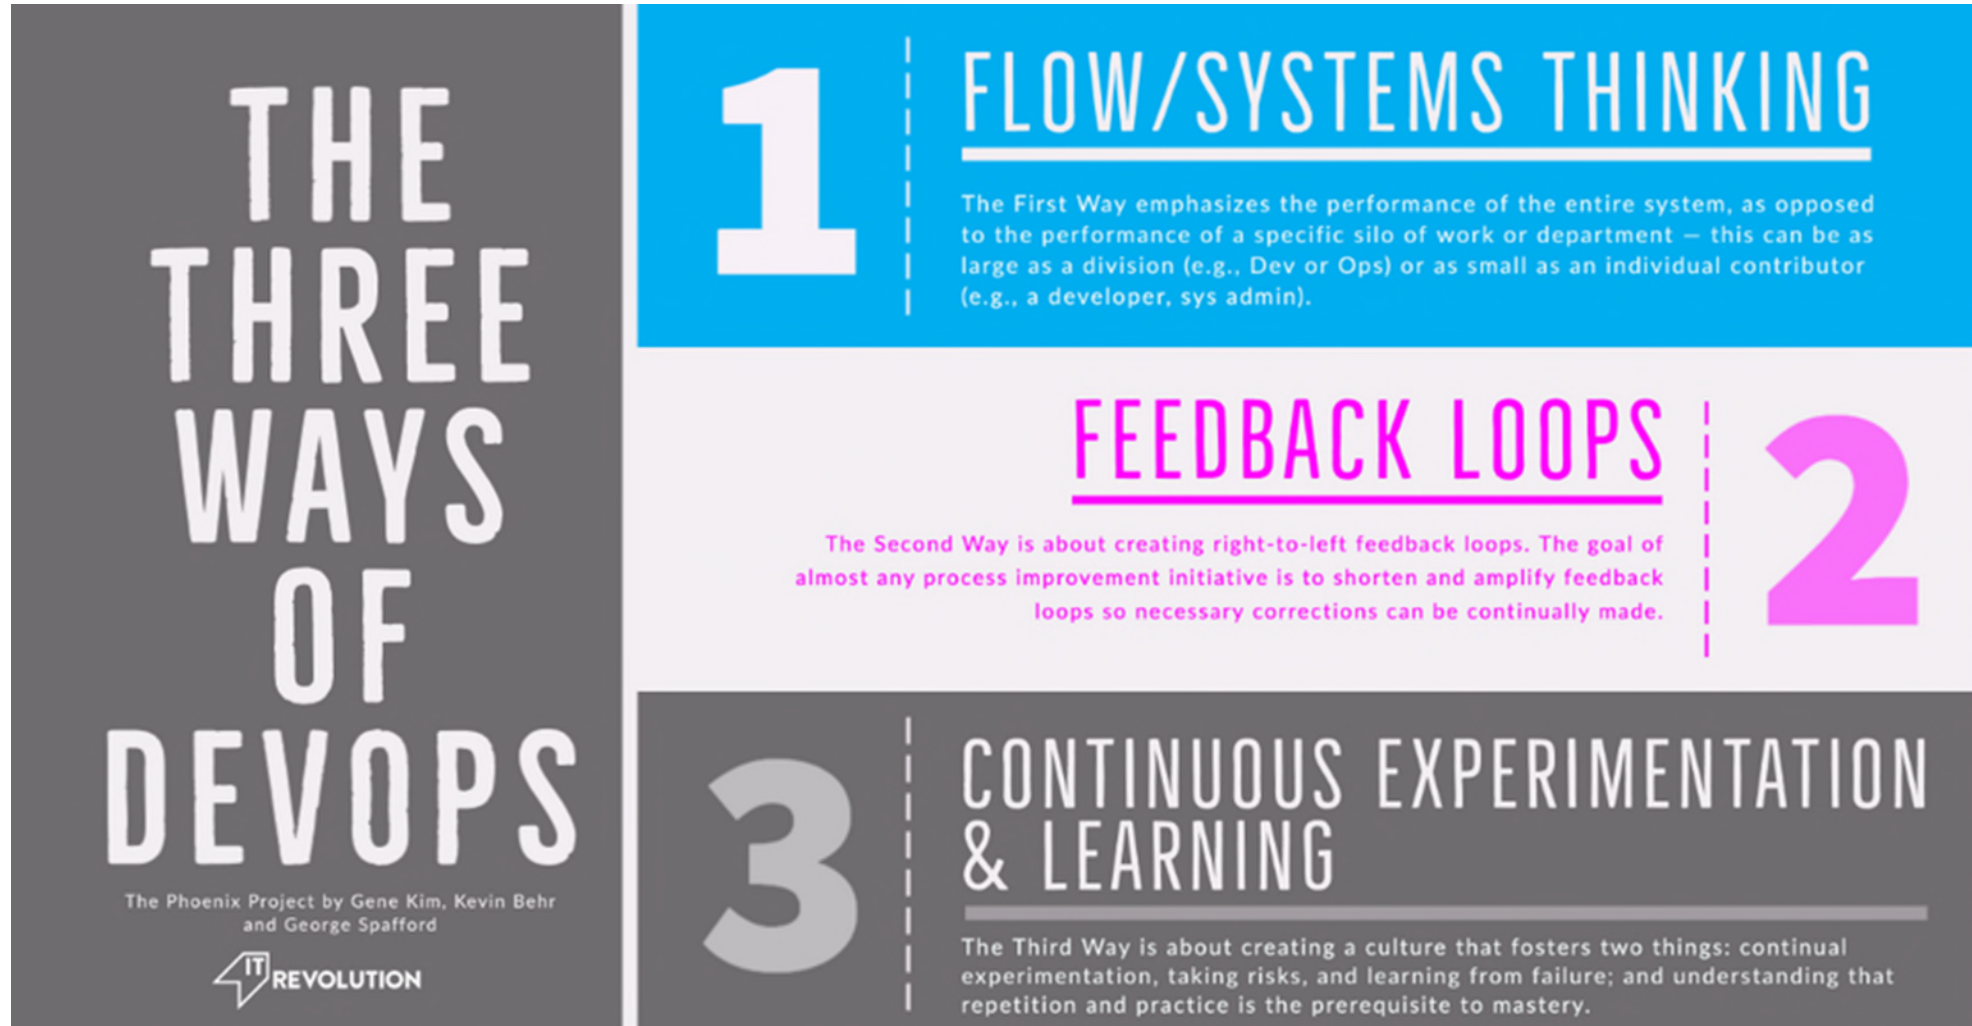 THE
THREE
WAYS
OF
DEVOPS
The Phoenix Project by Gene Kim, Kevin Behr
and George Spafford
IT
REVOLUTION
1
FLOW/SYSTEMS THINKING
The First Way emphasizes the performance of the entire system, as opposed
to the performance of a specific silo of work or department — this can be as
large as a division (e.g., Dev or Ops) or as small as an individual contributor
(e.g., a developer, sys admin).
FEEDBACK LOOPS
2
The Second Way is about creating right-to-left feedback loops. The goal of
almost any process improvement initiative is to shorten and amplify feedback
loops so necessary corrections can be continually made.
3
CONTINUOUS EXPERIMENTATION
& LEARNING
The Third Way is about creating a culture that fosters two things: continual
experimentation, taking risks, and learning from failure; and understanding that
repetition and practice is the prerequisite to mastery.